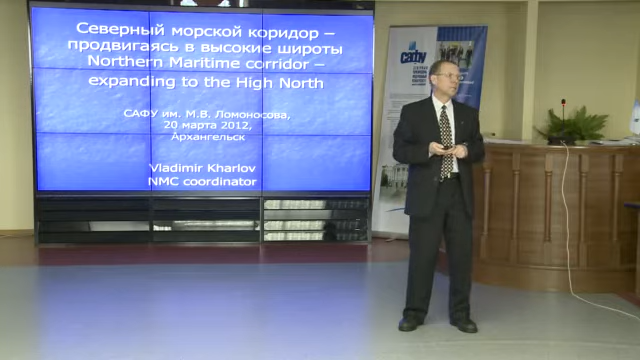 Северный морской коридор –
продвигаясь в высокие широты
Northern Maritime corridor –
expanding to the High North
САФУ им. М.В. Ломоносова,
20 марта 2012,
Архангельск
Vladimir Kharlov
NMC coordinator
сафу